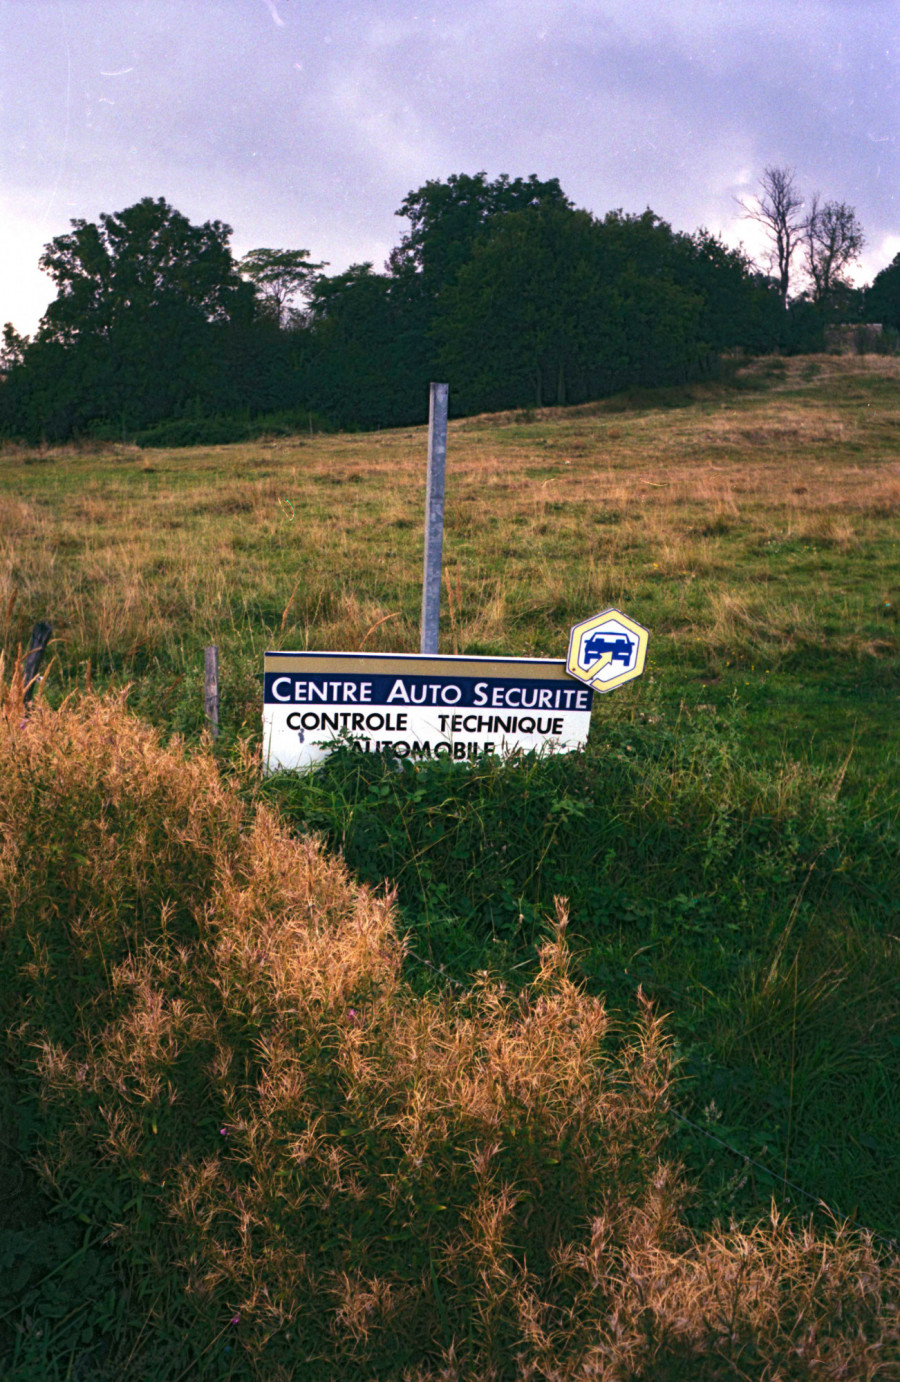 CENTRE AUTO SECURITE
CONTROLE TECHNIQUE
AUTOMOBILE